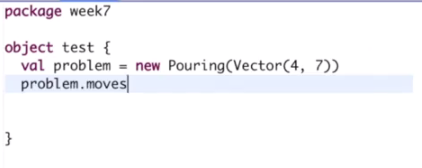 package week7
object test {
val problem = new Pouring(Vector(4, 7))
problem.moves
}